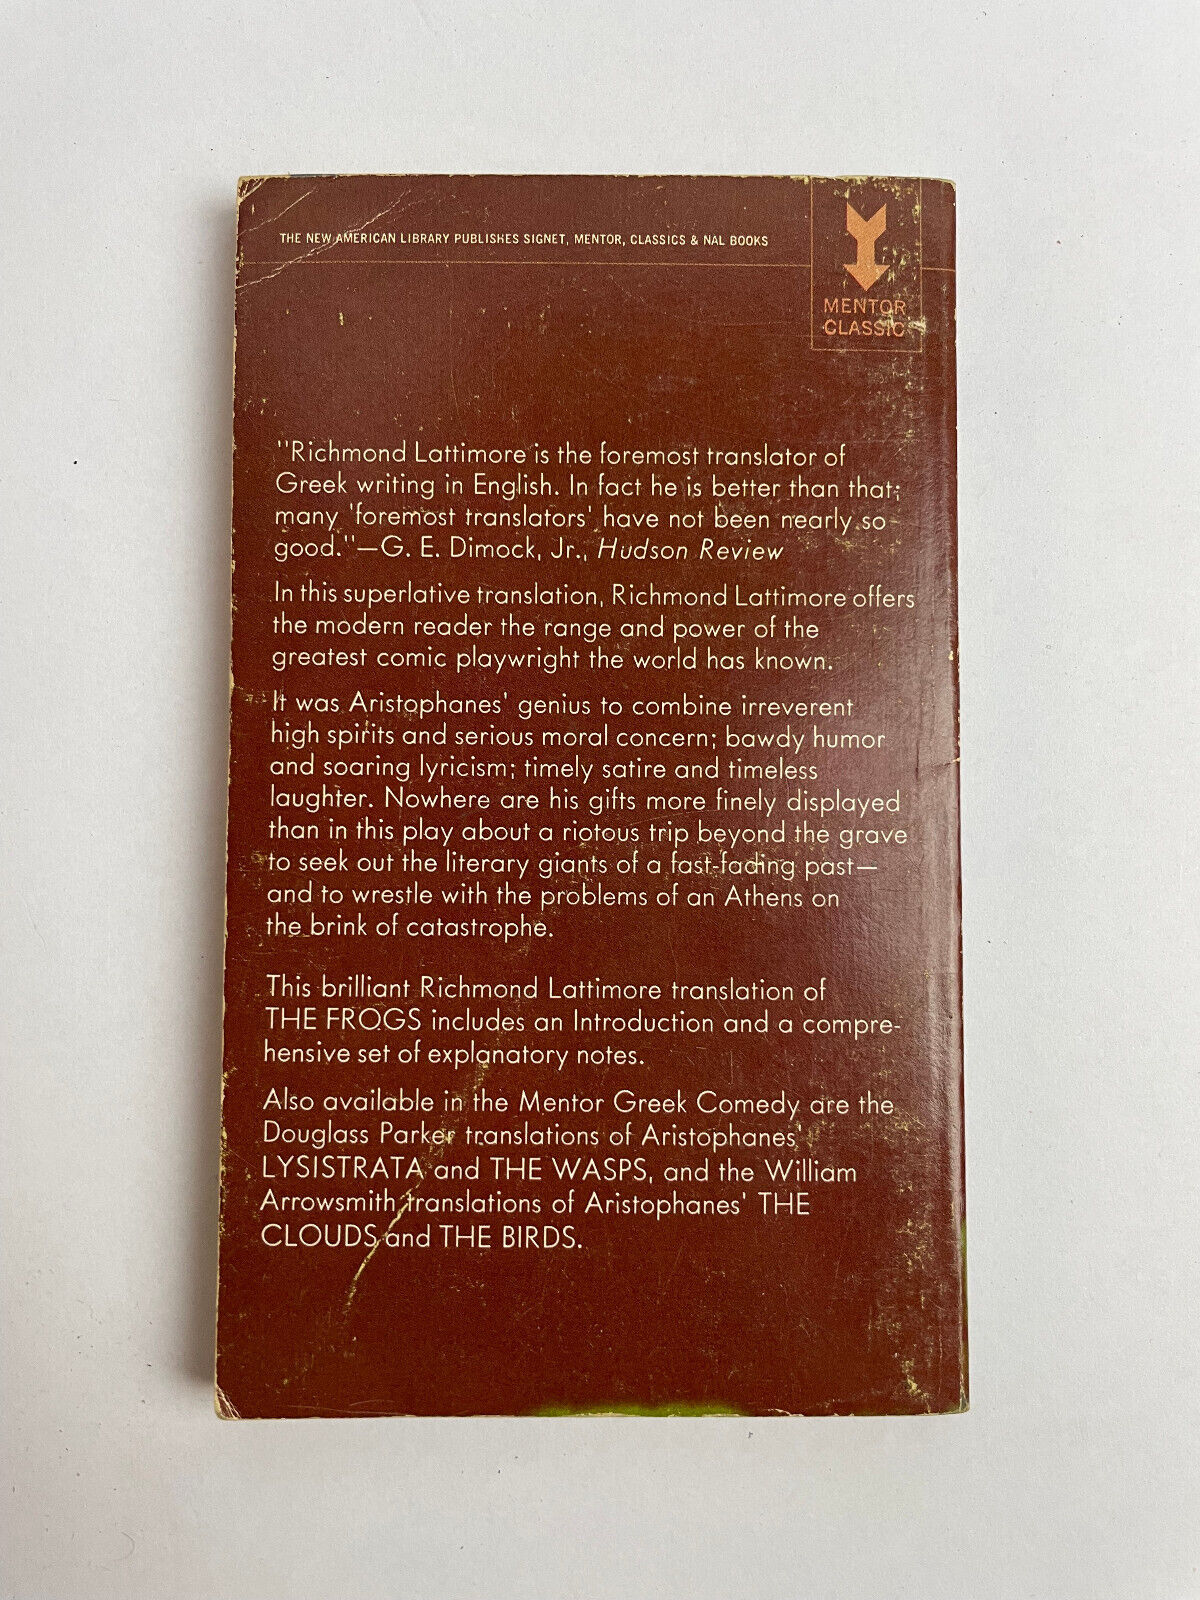 THE NEW AMERICAN LIBRARY PUBLISHES SIGNET, MENTOR, CLASSICS & NAL BOOKS
MENTOR
CLASSIC
"Richmond Lattimore is the foremost translator of
Greek writing in English. In fact he is better than that;
many 'foremost translators' have not been nearly so
good."—G. E. Dimock, Jr., Hudson Review
In this superlative translation, Richmond Lattimore offers
the modern reader the range and power of the
greatest comic playwright the world has known.
It was Aristophanes' genius to combine irreverent
high spirits and serious moral concern; bawdy humor
and soaring lyricism; timely satire and timeless
laughter. Nowhere are his gifts more finely displayed
than in this play about a riotous trip beyond the grave
to seek out the literary giants of a fast-fading past—
and to wrestle with the problems of an Athens on
the brink of catastrophe.
This brilliant Richmond Lattimore translation of
THE FROGS includes an Introduction and a compre-
hensive set of explanatory notes.
Also available in the Mentor Greek Comedy are the
Douglass Parker translations of Aristophanes'
LYSISTRATA and THE WASPS, and the William
Arrowsmith translations of Aristophanes' THE
CLOUDS and THE BIRDS.